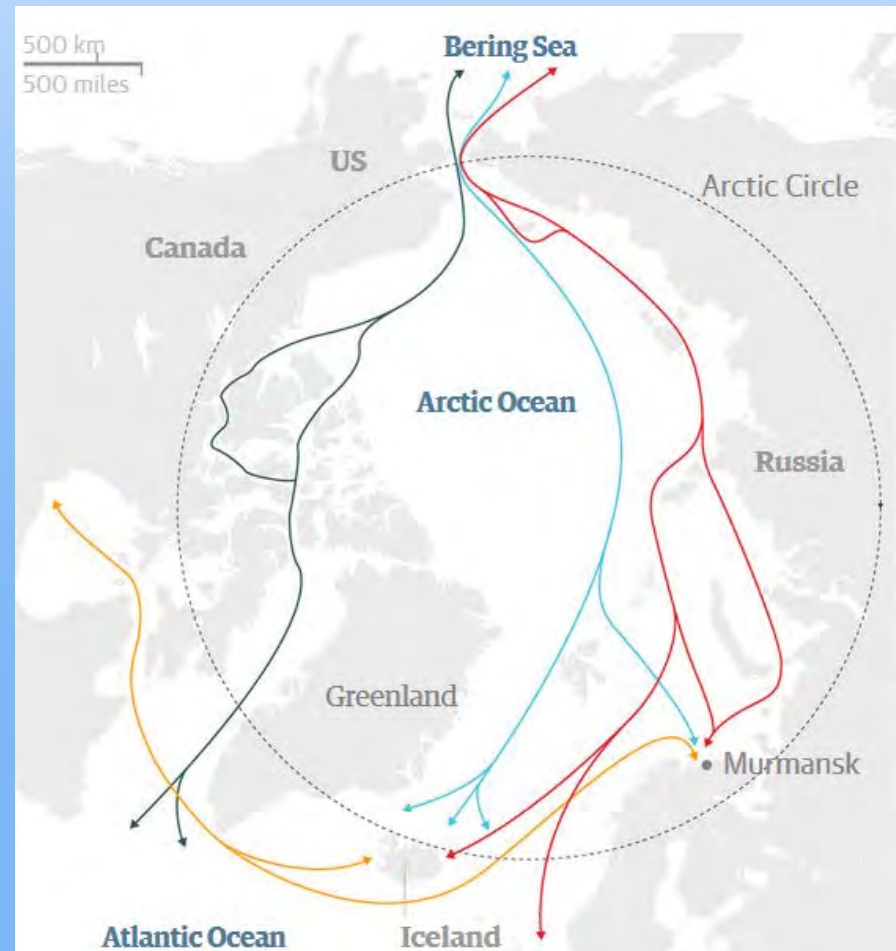 500 km
500 miles
Bering Sea
US
Arctic Circle
Canada
Arctic Ocean
Russia
Greenland
Murmansk
Atlantic Ocean
Iceland